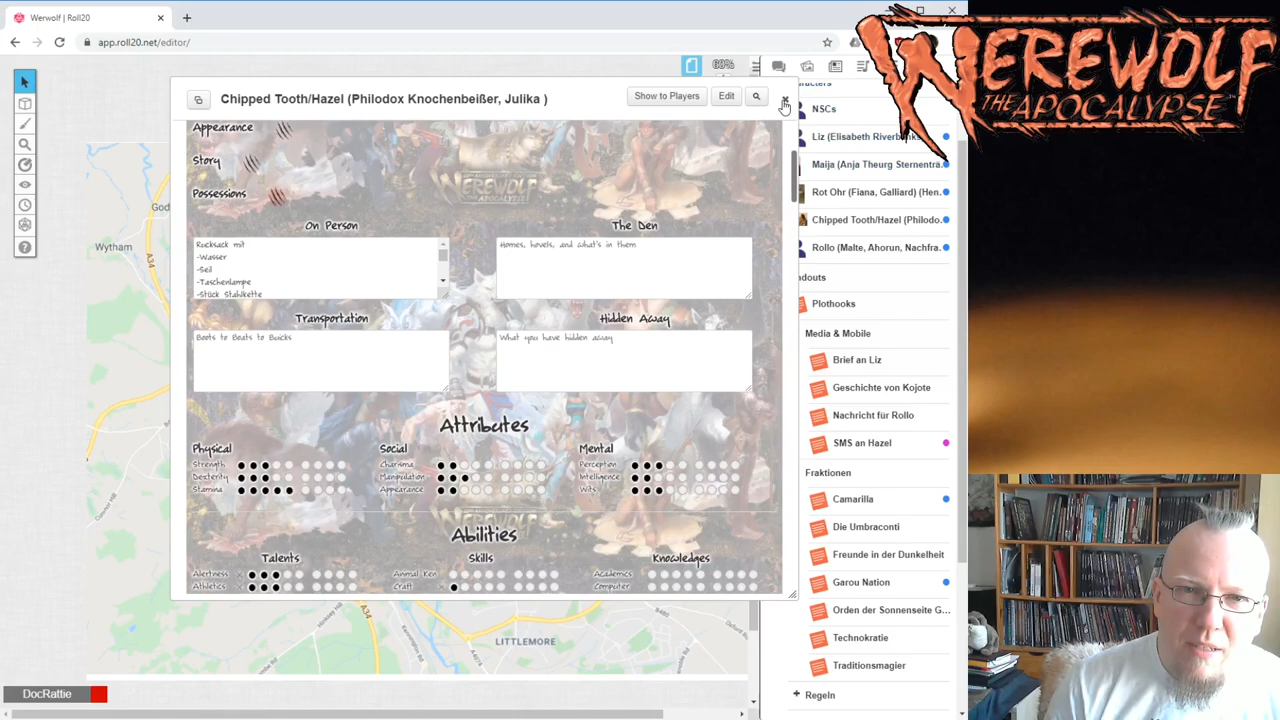 Werwolf | Roll20
app.roll20.net/editor/
WEREWOLF
THE APOCALYPSE
60%
Chipped Tooth/Hazel (Philodox Knochenbeißer, Julika )
Show to Players
Edit
Appearance
Story
Possessions
On Person
The Den
Rucksack mit
-Wasser
-Seil
-Taschenlampe
-Stück Stahlkette
Homes, hovels, and what's in them
Transportation
Hidden Away
Boots to Boats to Buicks
What you have hidden away
Attributes
Physical
Social
Mental
Strength
Charisma
Perception
Dexterity
Manipulation
Intelligence
Stamina
Appearance
Wits
Abilities
Talents
Skills
Knowledges
Alertness
Animal Ken
Academics
Athletics
Craft
Computer
NSCs
Liz (Elisabeth
Maija (Anja Theurg Sternentra...
Rot Ohr (Fiana, Galliard) (Hen...
Chipped Tooth/Hazel (Philodo...
Rollo (Malte, Ahorun, Nachfra...
Plothooks
Media & Mobile
Brief an Liz
Geschichte von Kojote
Nachricht für Rollo
SMS an Hazel
Fraktionen
Camarilla
Die Umbraconti
Freunde in der Dunkelheit
Garou Nation
Orden der Sonnenseite G...
Technokratie
Traditionsmagier
Regeln
Wytham
A34
LITTLEMORE
DocRattie